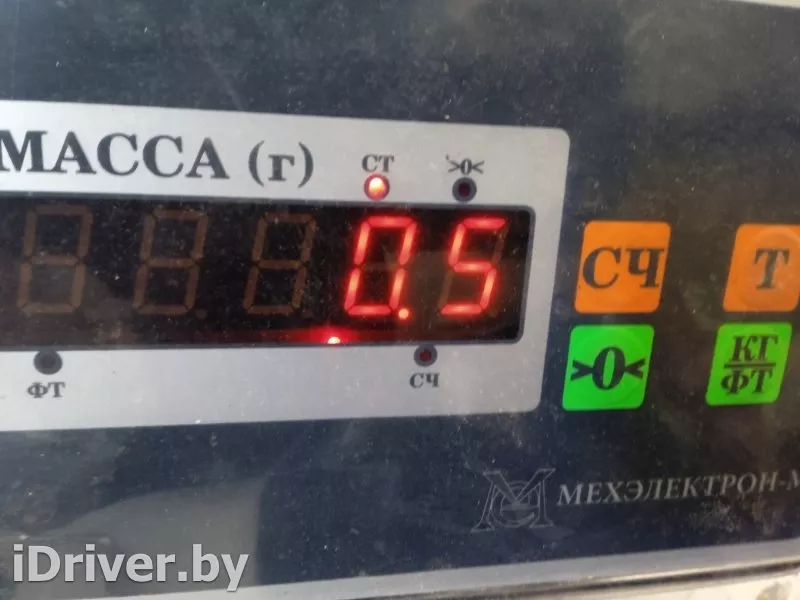 МАССА (г)
СТ
>0<
0.5
ФТ
СЧ
СЧ
Т
>0<
КГ
ФТ
МЕХЭЛЕКТРОН-М
iDriver.by